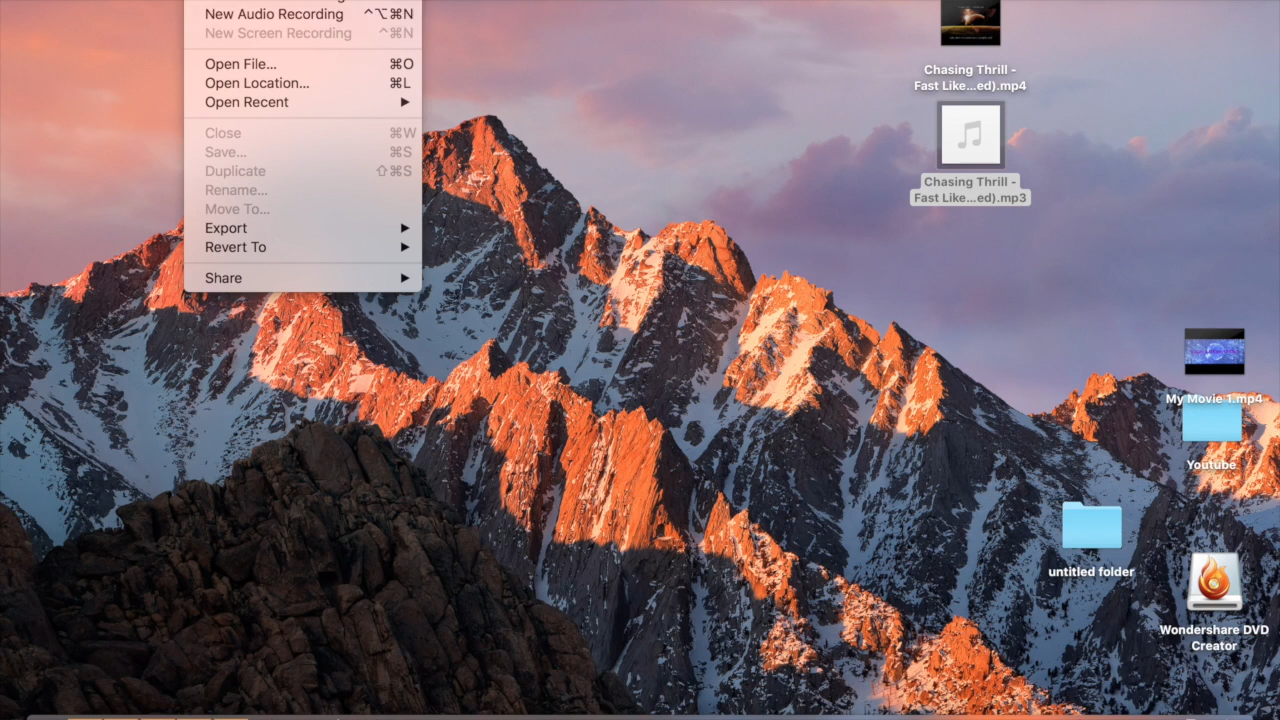 New Audio Recording ^⌥⌘N
New Screen Recording ^⌘N
Open File... ⌘O
Open Location... ⌘L
Open Recent ▶
Close ⌘W
Save... ⌘S
Duplicate ⇧⌘S
Rename...
Move To...
Export ▶
Revert To ▶
Share ▶
Chasing Thrill -
Fast Like...ed).mp4
Chasing Thrill -
Fast Like...ed).mp3
My Movie 1.mp4
Youtube
untitled folder
Wondershare DVD
Creator